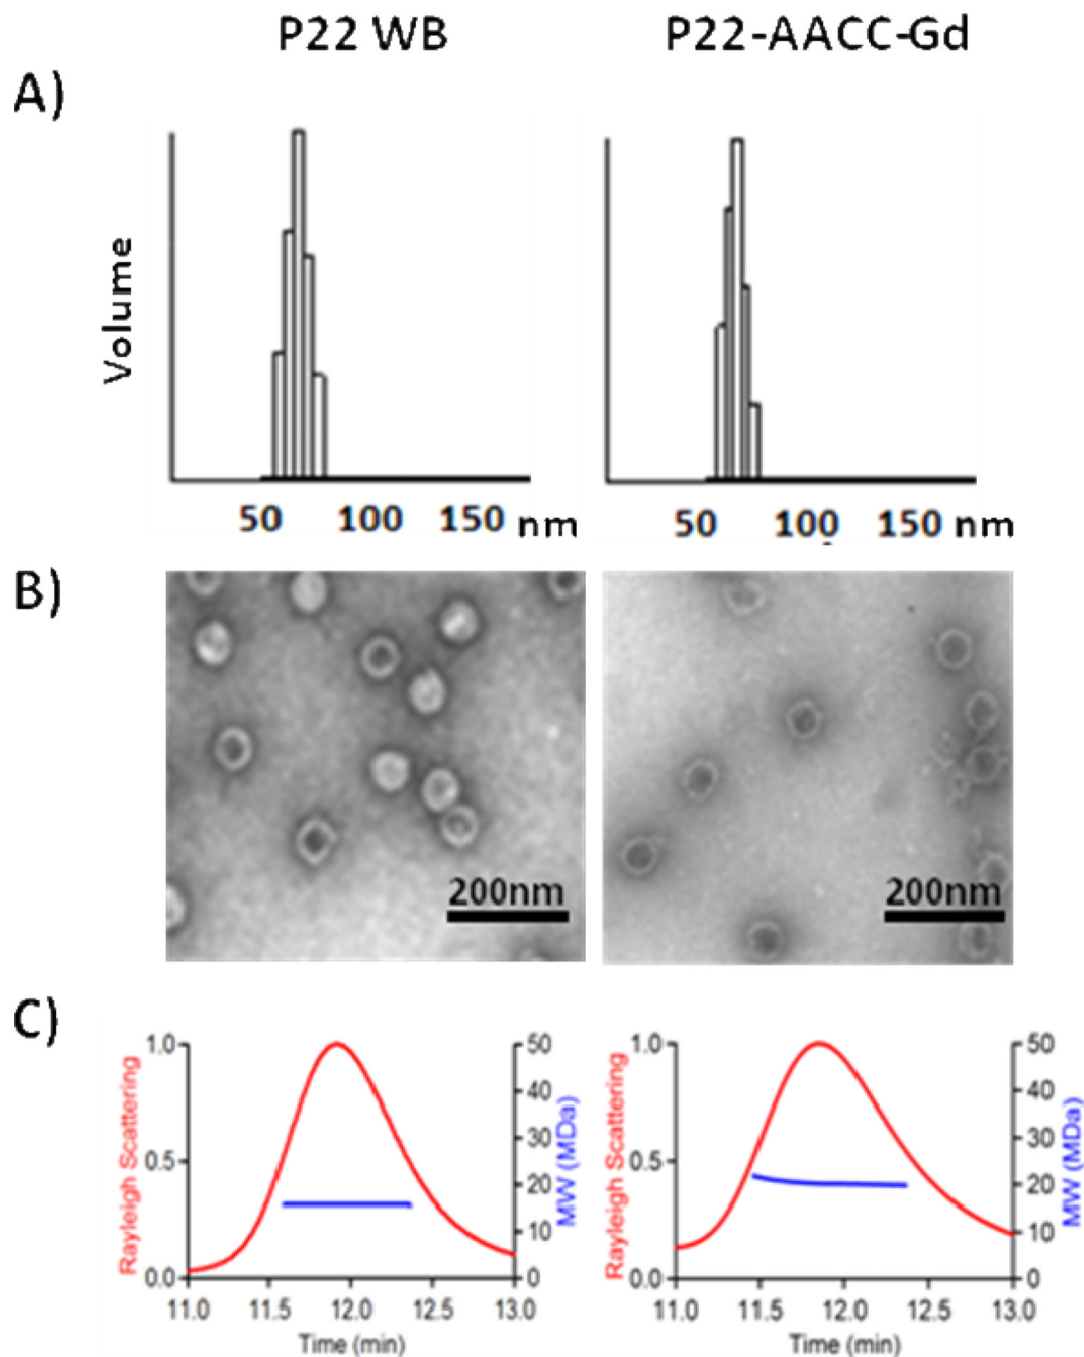 P22 WB
P22-AACC-Gd
A)
Volume
50 100 150 nm
50 100 150 nm
B)
200nm
200nm
C)
Rayleigh Scattering
1.0
0.5
0.0
50
40
30
20
10
0
MW (MDa)
11.0 11.5 12.0 12.5 13.0
Time (min)
Rayleigh Scattering
1.0
0.5
0.0
50
40
30
20
10
0
MW (MDa)
11.0 11.5 12.0 12.5 13.0
Time (min)